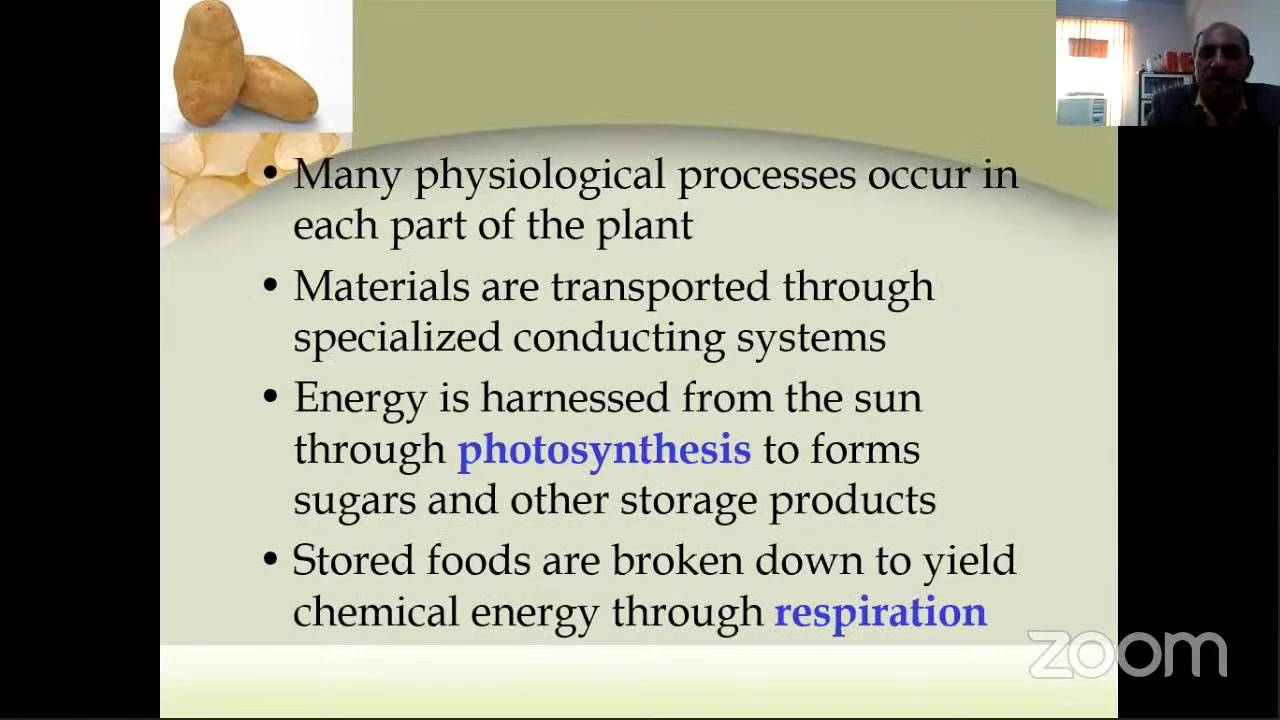 • Many physiological processes occur in
each part of the plant
• Materials are transported through
specialized conducting systems
• Energy is harnessed from the sun
through photosynthesis to forms
sugars and other storage products
• Stored foods are broken down to yield
chemical energy through respiration
zoom